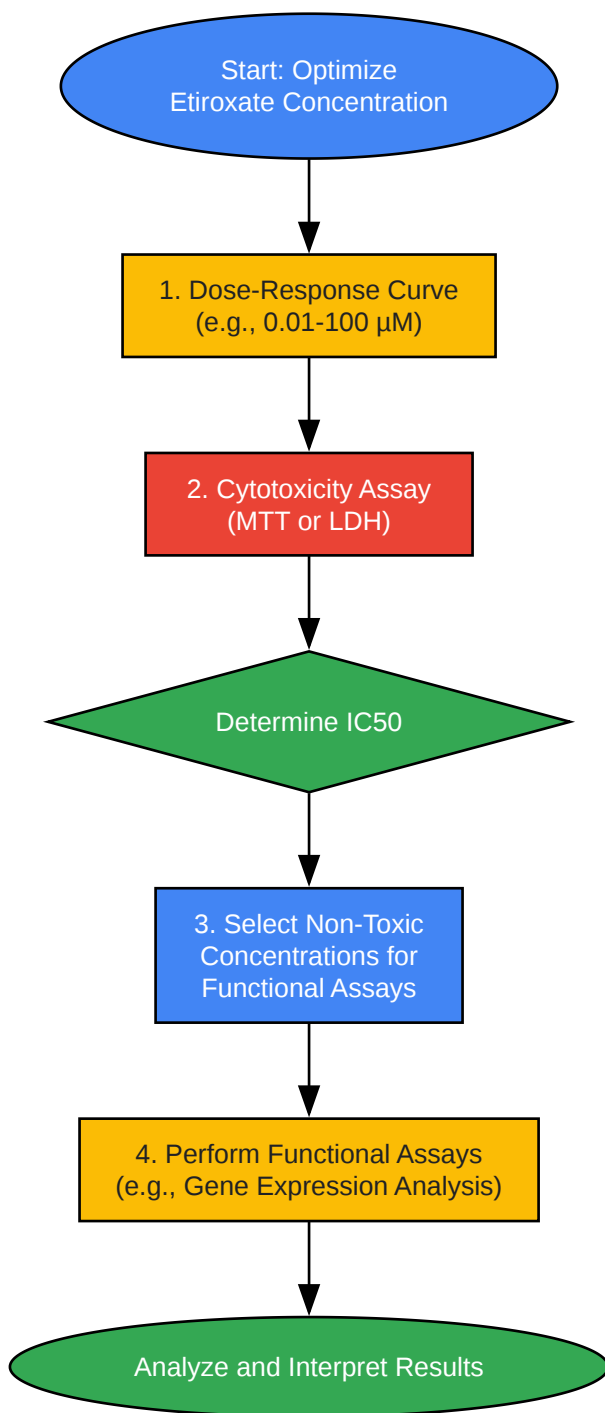 Start: Optimize
Etiroxate Concentration
1. Dose-Response Curve
(e.g., 0.01-100 µM)
2. Cytotoxicity Assay
(MTT or LDH)
Determine IC50
3. Select Non-Toxic
Concentrations for
Functional Assays
4. Perform Functional Assays
(e.g., Gene Expression Analysis)
Analyze and Interpret Results